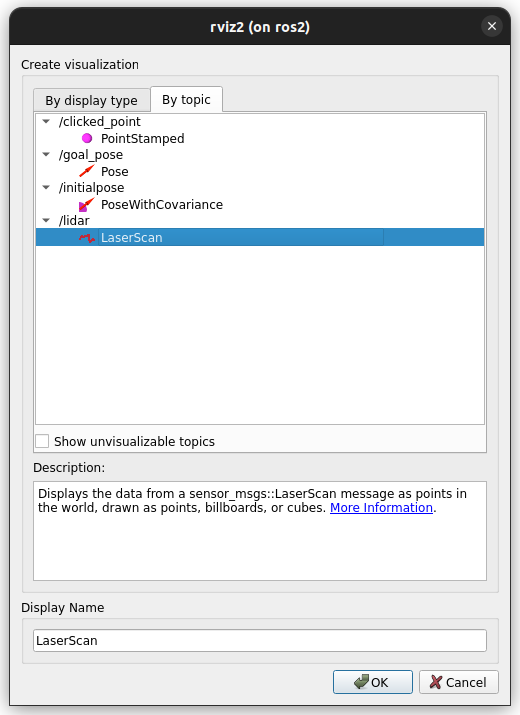 rviz2 (on ros2)
Create visualization
By display type
By topic
/clicked_point
PointStamped
/goal_pose
Pose
/initialpose
PoseWithCovariance
/lidar
LaserScan
Show unvisualizable topics
Description:
Displays the data from a sensor_msgs::LaserScan message as points in
the world, drawn as points, billboards, or cubes. More Information.
Display Name
LaserScan
OK
Cancel